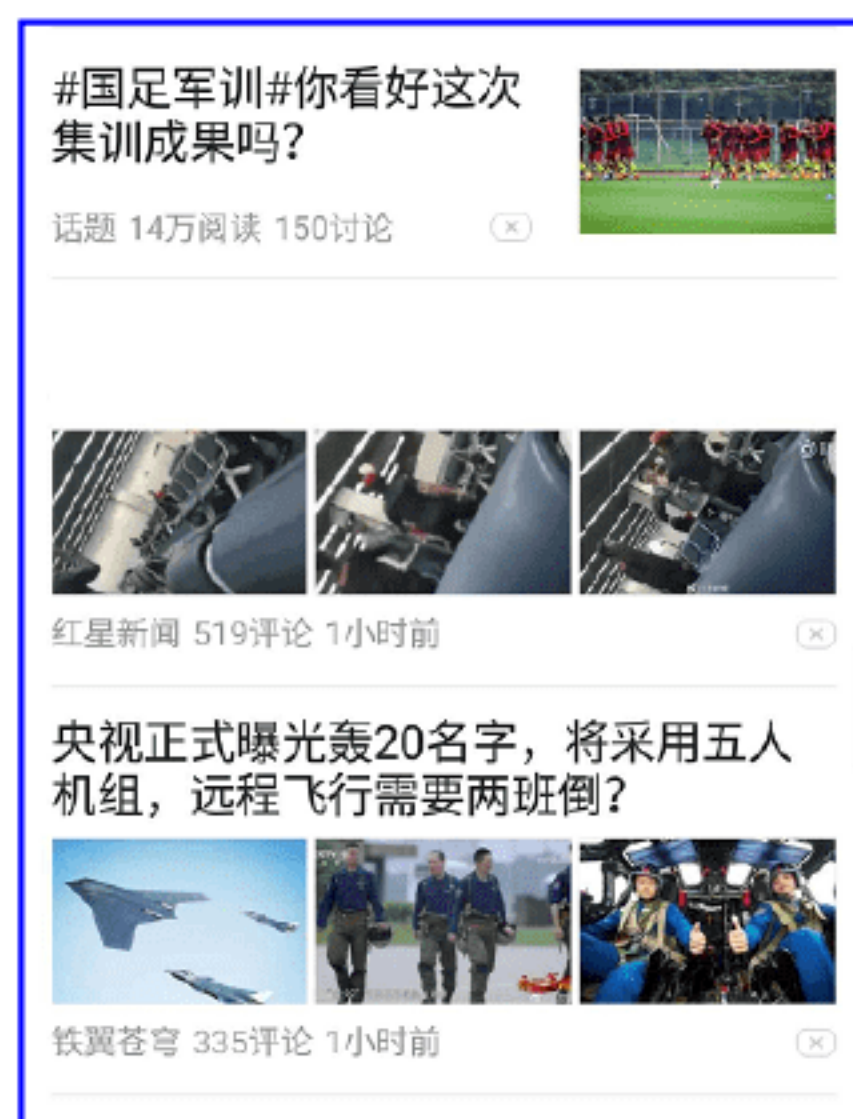 #国足军训#你看好这次
集训成果吗？
话题 14万阅读 150讨论
红星新闻 519评论 1小时前
央视正式曝光轰20名字，将采用五人
机组，远程飞行需要两班倒？
铁翼苍穹 335评论 1小时前